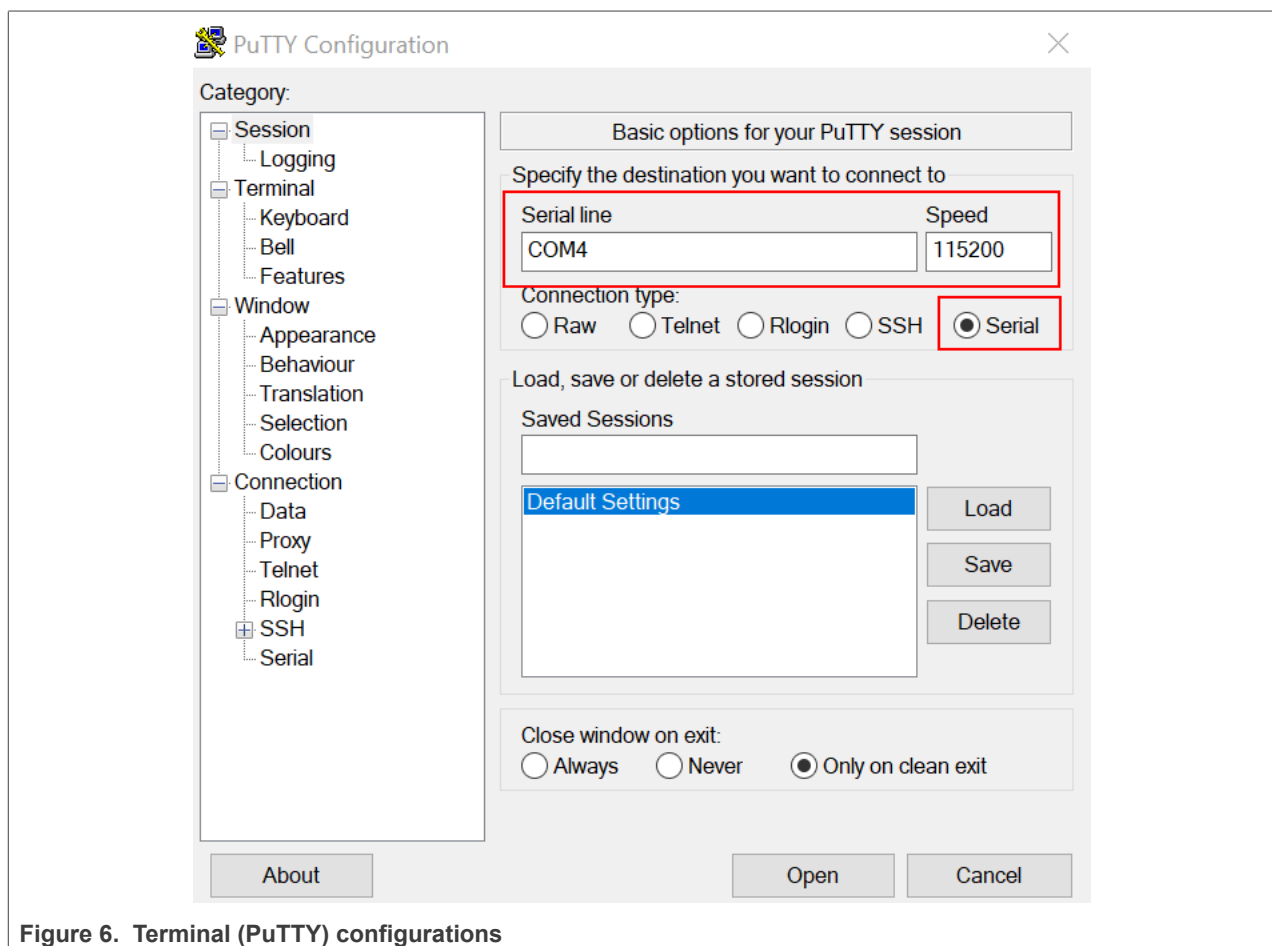 PuTTY Configuration
Category:
Session
Logging
Terminal
Keyboard
Bell
Features
Window
Appearance
Behaviour
Translation
Selection
Colours
Connection
Data
Proxy
Telnet
Rlogin
SSH
Serial
Basic options for your PuTTY session
Specify the destination you want to connect to
Serial line Speed
COM4 115200
Connection type:
Raw Telnet Rlogin SSH Serial
Load, save or delete a stored session
Saved Sessions
Default Settings
Load
Save
Delete
Close window on exit:
Always Never Only on clean exit
About Open Cancel
Figure 6. Terminal (PuTTY) configurations